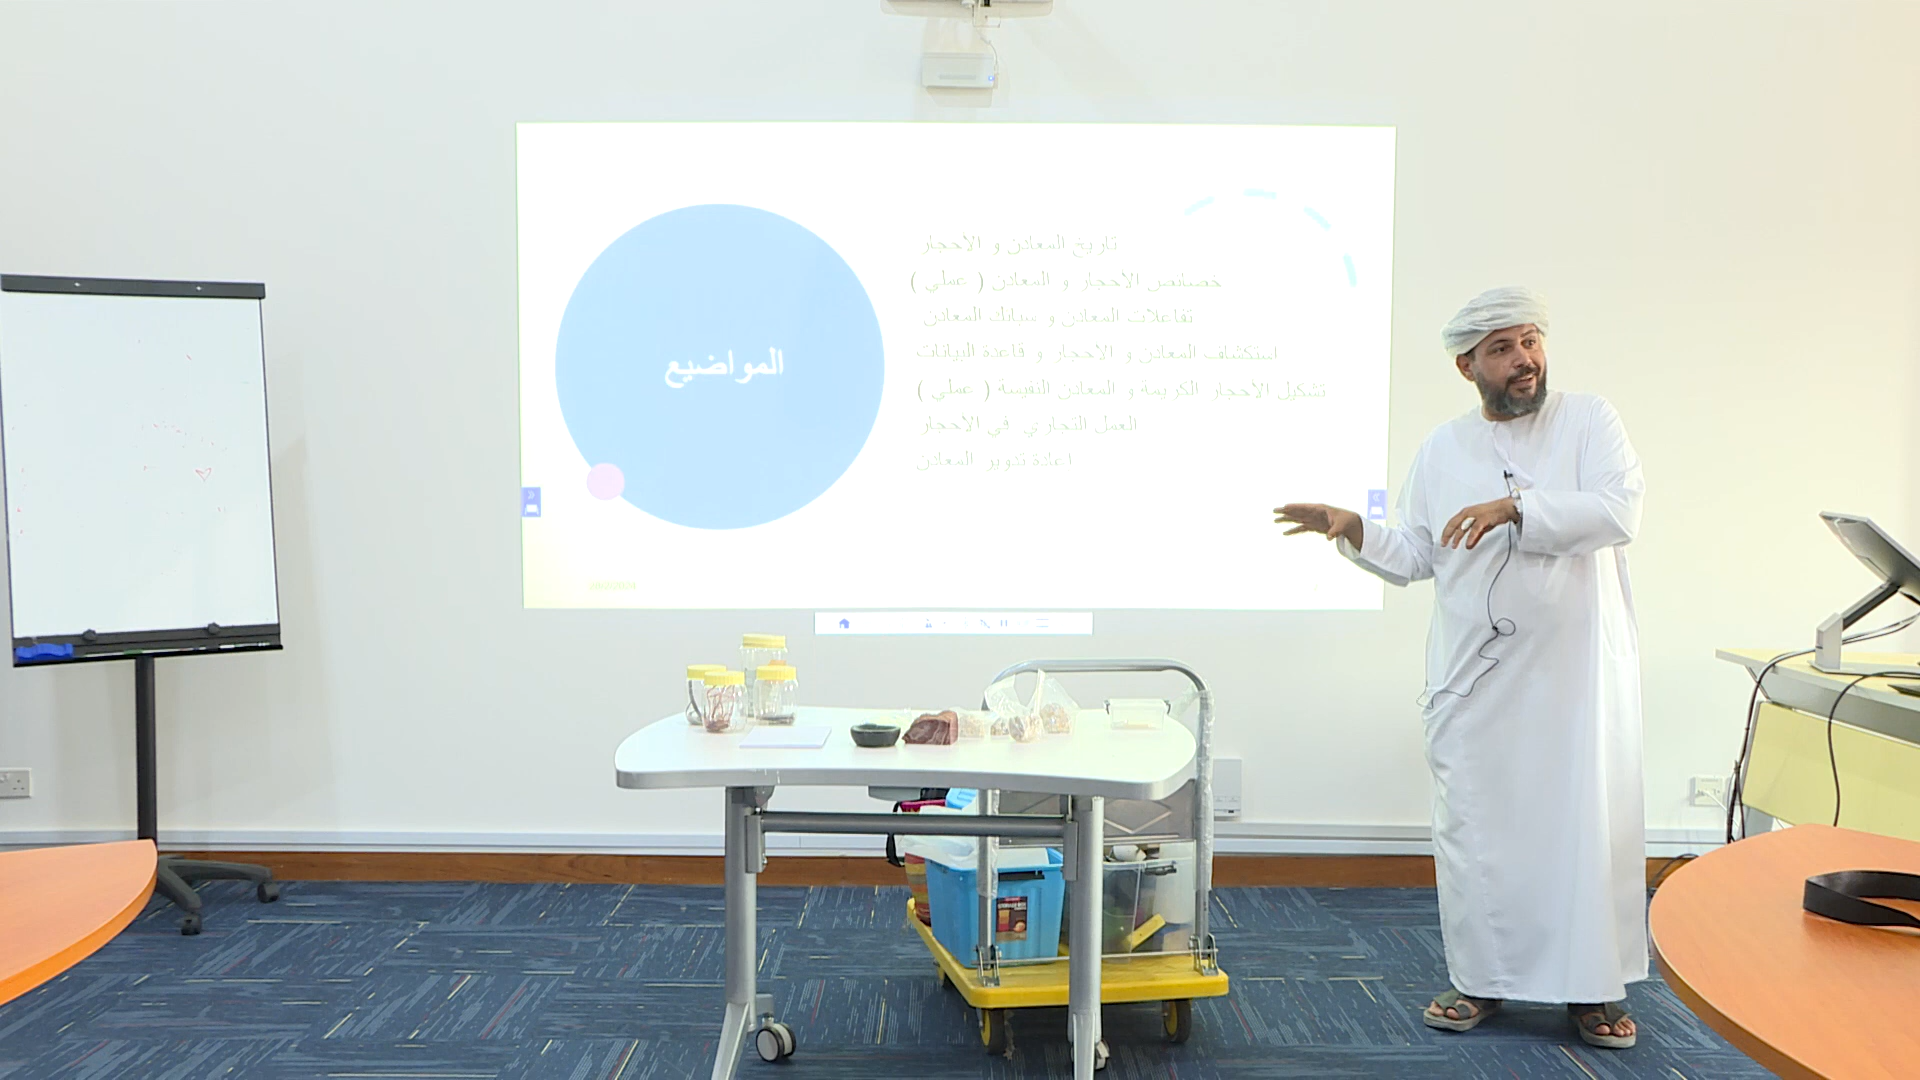 المواضيع
تاريخ المعادن و الأحجار
خصائص الأحجار و المعادن ( عملي )
تفاعلات المعادن و سبائك المعادن
استكشاف المعادن و الأحجار و قاعدة البيانات
تشكيل الأحجار الكريمة و المعادن النفيسة ( عملي )
العمل التجاري في الأحجار
اعادة تدوير المعادن